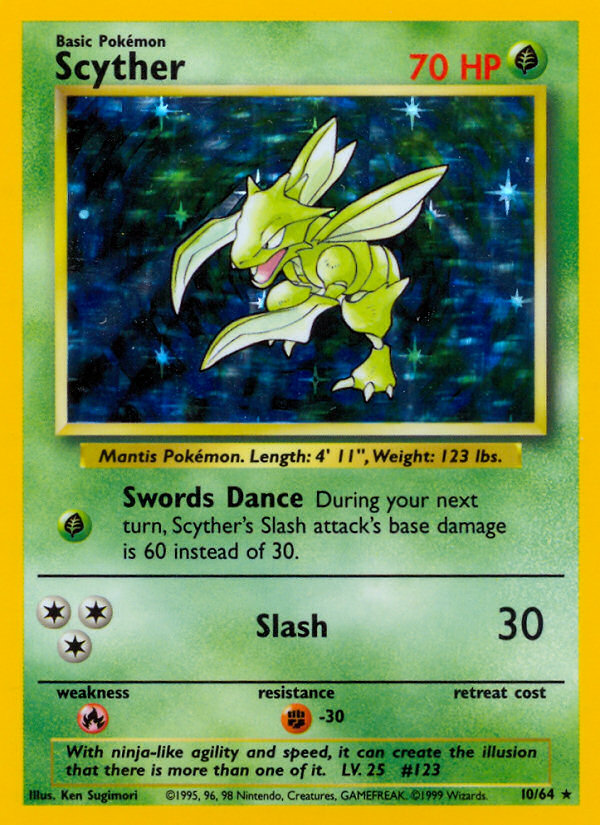 Basic Pokémon
Scyther
70 HP
Mantis Pokémon. Length: 4' 11", Weight: 123 lbs.
Swords Dance During your next
turn, Scyther's Slash attack's base damage
is 60 instead of 30.
Slash 30
weakness resistance retreat cost
-30
With ninja-like agility and speed, it can create the illusion
that there is more than one of it. LV. 25 #123
Illus. Ken Sugimori ©1995, 96, 98 Nintendo, Creatures, GAMEFREAK. ©1999 Wizards. 10/64 ★